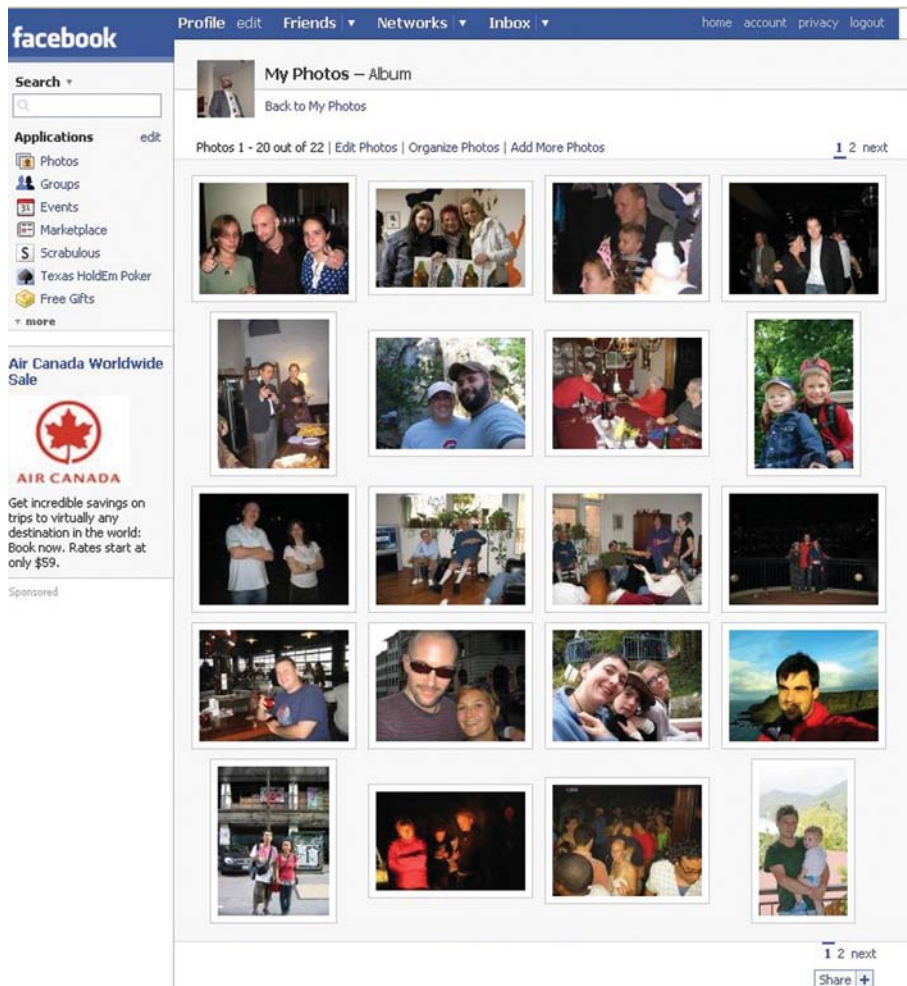 facebook
Profile edit Friends ▼ Networks ▼ Inbox ▼
home account privacy logout
Search ▼
Applications edit
Photos
Groups
31 Events
Marketplace
S Scrabulous
Texas HoldEm Poker
Free Gifts
▼ more
Air Canada Worldwide
Sale
AIR CANADA
Get incredible savings on
trips to virtually any
destination in the world:
Book now. Rates start at
only $59.
Sponsored
My Photos – Album
Back to My Photos
Photos 1 - 20 out of 22 | Edit Photos | Organize Photos | Add More Photos
1 2 next
1 2 next
Share +